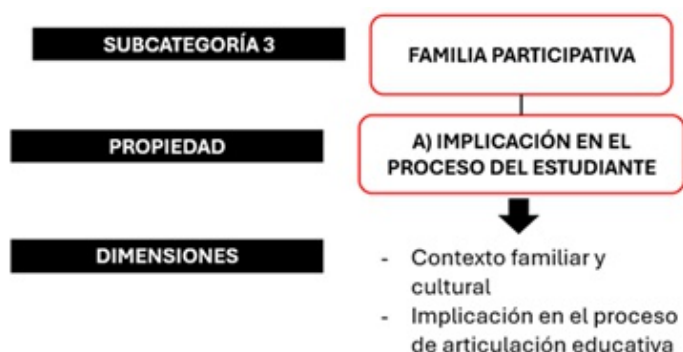 SUBCATEGORÍA 3
FAMILIA PARTICIPATIVA
PROPIEDAD
A) IMPLICACIÓN EN EL
PROCESO DEL ESTUDIANTE
DIMENSIONES
- Contexto familiar y
cultural
- Implicación en el proceso
de articulación educativa